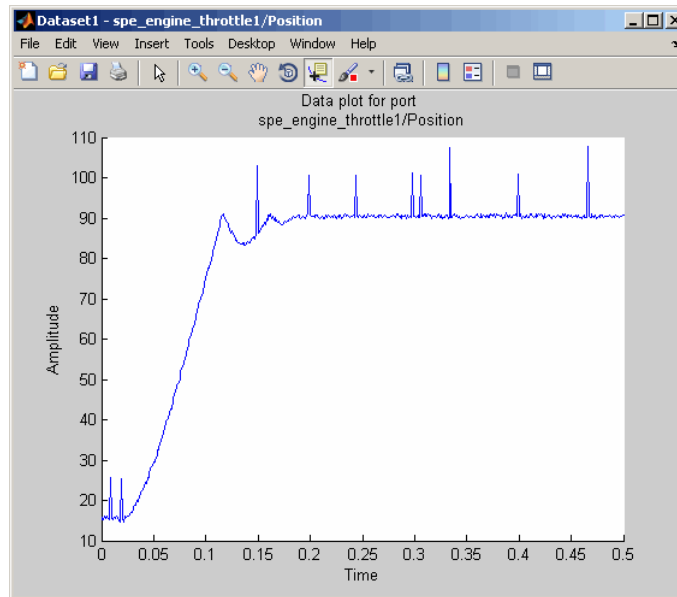 Dataset1 - spe_engine_throttle1/Position
File Edit View Insert Tools Desktop Window Help
Data plot for port
spe_engine_throttle1/Position
110
100
90
80
70
60
50
40
30
20
10
Amplitude
0 0.05 0.1 0.15 0.2 0.25 0.3 0.35 0.4 0.45 0.5
Time